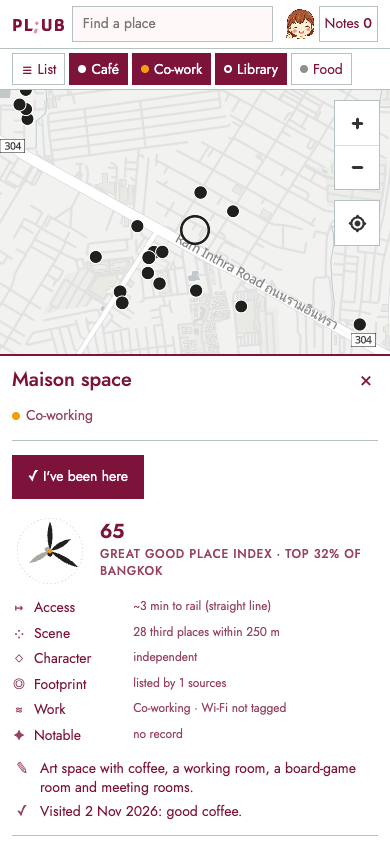 PL;UB
Find a place
Notes 0
List
Café
Co-work
Library
Food
304
Ram Inthra Road ถนนรามอินทรา
304
Maison space
Co-working
✓ I've been here
65
GREAT GOOD PLACE INDEX · TOP 32% OF
BANGKOK
Access ~3 min to rail (straight line)
Scene 28 third places within 250 m
Character independent
Footprint listed by 1 sources
Work Co-working · Wi-Fi not tagged
Notable no record
Art space with coffee, a working room, a board-game
room and meeting rooms.
Visited 2 Nov 2026: good coffee.